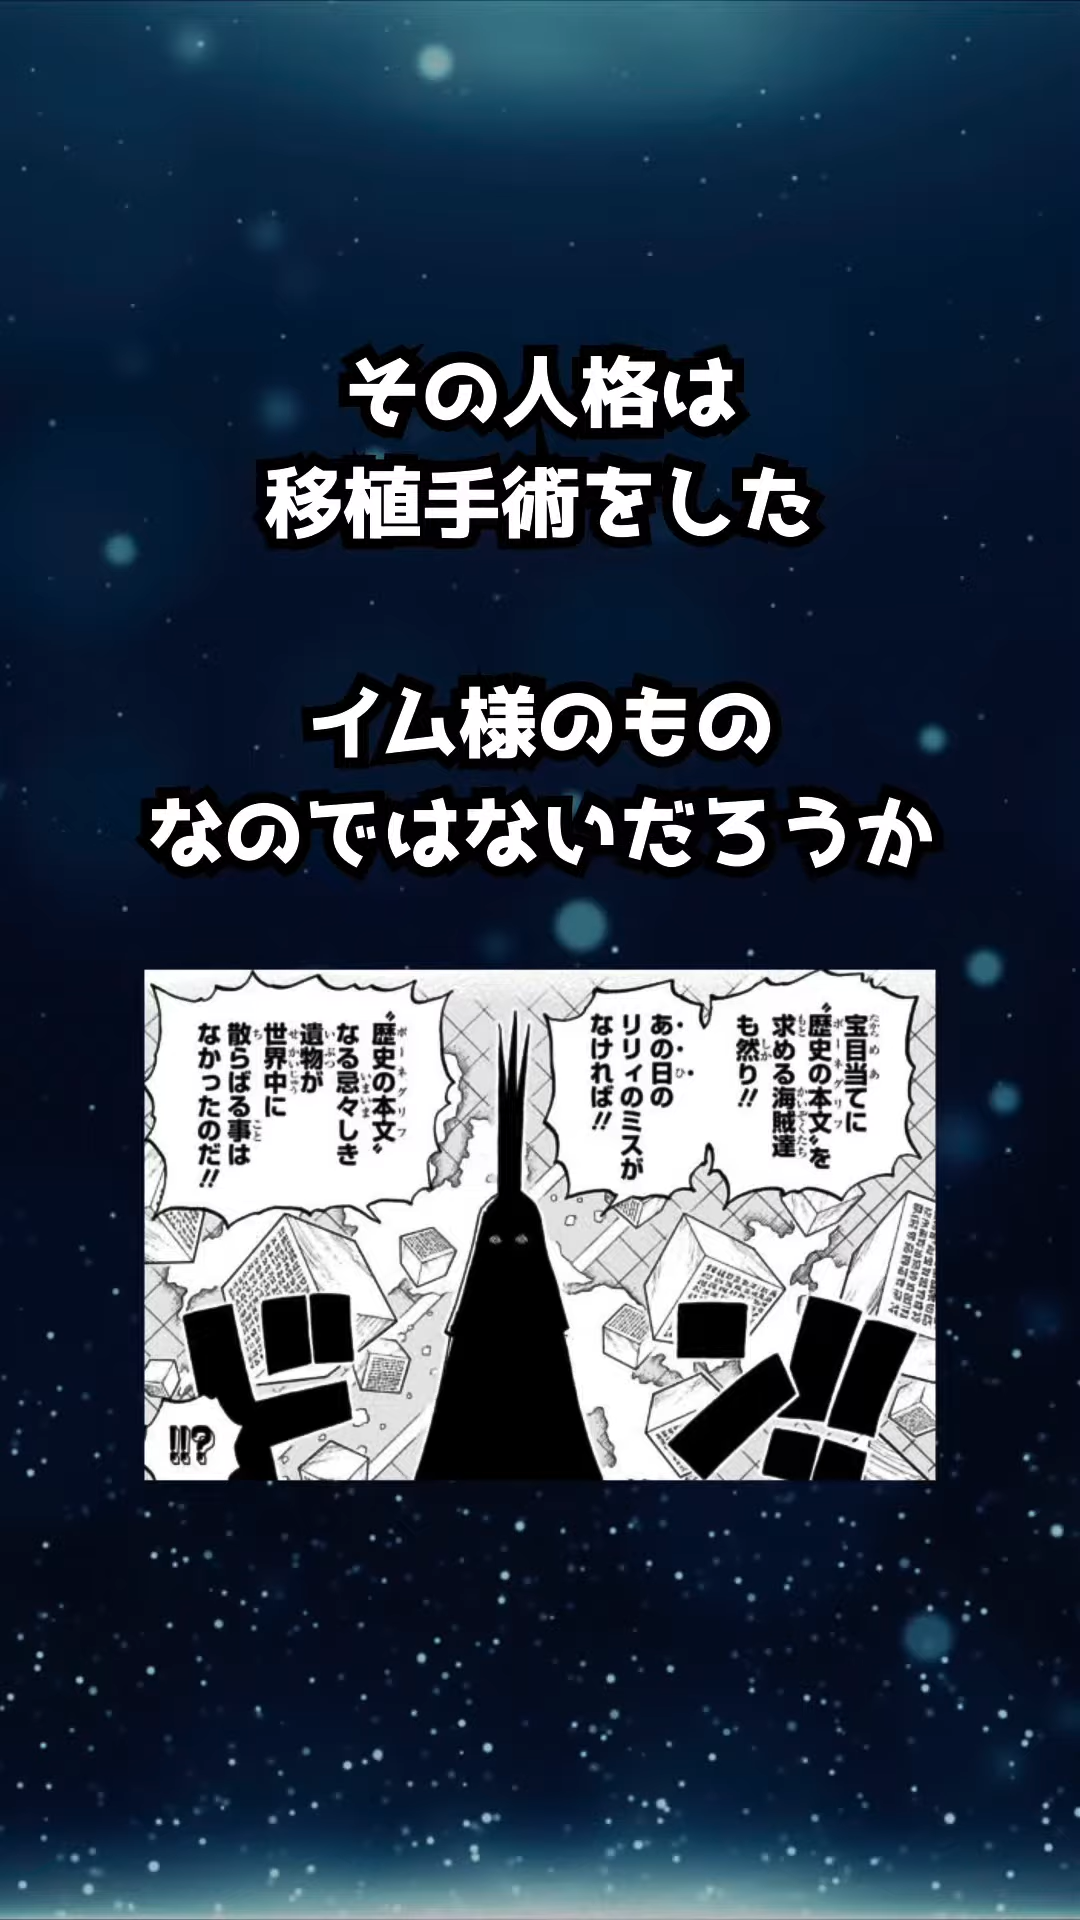 その人格は
移植手術をした
イム様のもの
なのではないだろうか
宝目当てに
〝歴史の本文〟を
求める海賊達
も然り!!
あの日の
リリィのミスが
なければ!!
〝歴史の本文〟
なる忌々しき
遺物が
世界中に
散らばる事は
なかったのだ!!
!!?
ドン!!